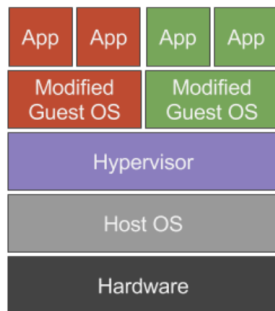 App App App App
Modified Modified
Guest OS Guest OS
Hypervisor
Host OS
Hardware